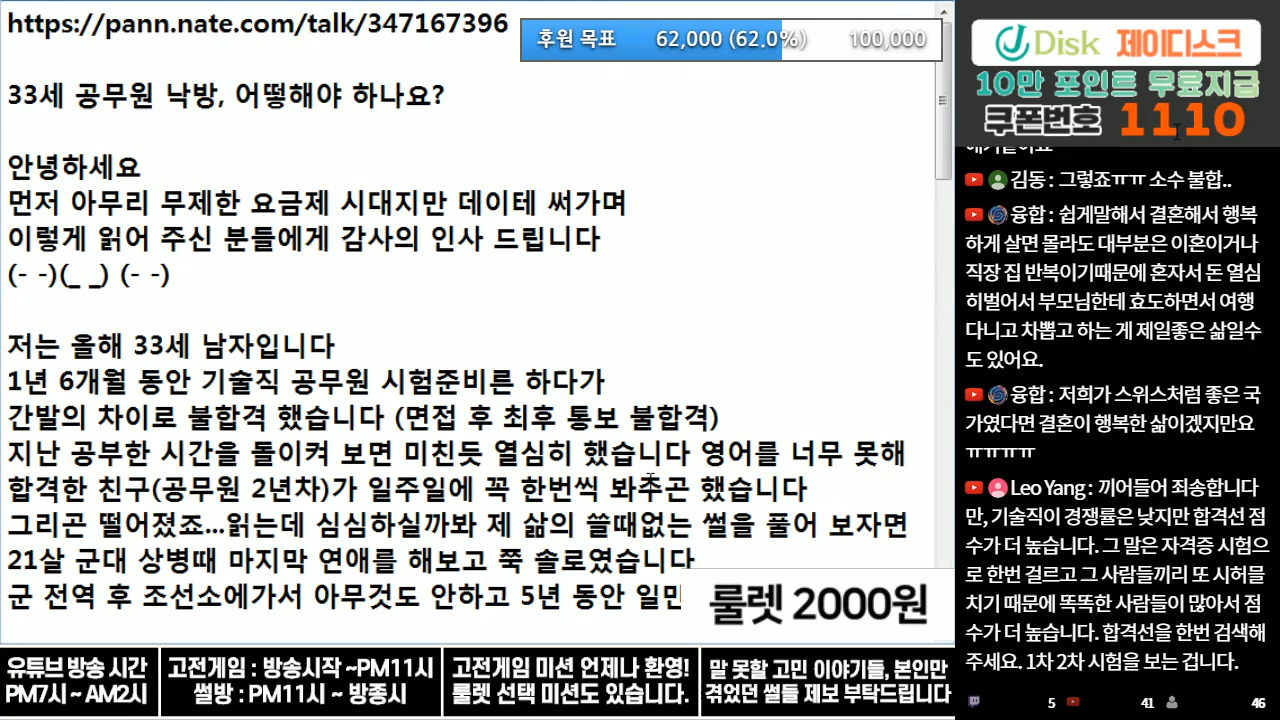 https://pann.nate.com/talk/347167396
후원 목표 62,000 (62.0%) 100,000
33세 공무원 낙방, 어떻해야 하나요?
안녕하세요
먼저 아무리 무제한 요금제 시대지만 데이테 써가며
이렇게 읽어 주신 분들에게 감사의 인사 드립니다
(- -)(_ _) (- -)
저는 올해 33세 남자입니다
1년 6개월 동안 기술직 공무원 시험준비른 하다가
간발의 차이로 불합격 했습니다 (면접 후 최후 통보 불합격)
지난 공부한 시간을 돌이켜 보면 미친듯 열심히 했습니다 영어를 너무 못해
합격한 친구(공무원 2년차)가 일주일에 꼭 한번씩 봐주곤 했습니다
그리곤 떨어졌죠...읽는데 심심하실까봐 제 삶의 쓸때없는 썰을 풀어 보자면
21살 군대 상병때 마지막 연애를 해보고 쭉 솔로였습니다
군 전역 후 조선소에가서 아무것도 안하고 5년 동안
룰렛 2000원
J Disk 제이디스크
10만 포인트 무료지급
쿠폰번호 1110
김동 : 그렇죠ㅠㅠ 소수 불합..
융합 : 쉽게말해서 결혼해서 행복
하게 살면 몰라도 대부분은 이혼이거나
직장 집 반복이기때문에 혼자서 돈 열심
히벌어서 부모님한테 효도하면서 여행
다니고 차뽑고 하는 게 제일좋은 삶일수
도 있어요.
융합 : 저희가 스위스처럼 좋은 국
가였다면 결혼이 행복한 삶이겠지만요
ㅠㅠㅠㅠ
Leo Yang : 끼어들어 죄송합니다
만, 기술직이 경쟁률은 낮지만 합격선 점
수가 더 높습니다. 그 말은 자격증 시험으
로 한번 걸르고 그 사람들끼리 또 시허믈
치기 때문에 똑똑한 사람들이 많아서 점
수가 더 높습니다. 합격선을 한번 검색해
주세요. 1차 2차 시험을 보는 겁니다.
5 41 46
유튜브 방송 시간
PM7시 ~ AM2시
고전게임 : 방송시작 ~PM11시
썰방 : PM11시 ~ 방종시
고전게임 미션 언제나 환영!
룰렛 선택 미션도 있습니다.
말 못할 고민 이야기들, 본인만
겪었던 썰들 제보 부탁드립니다